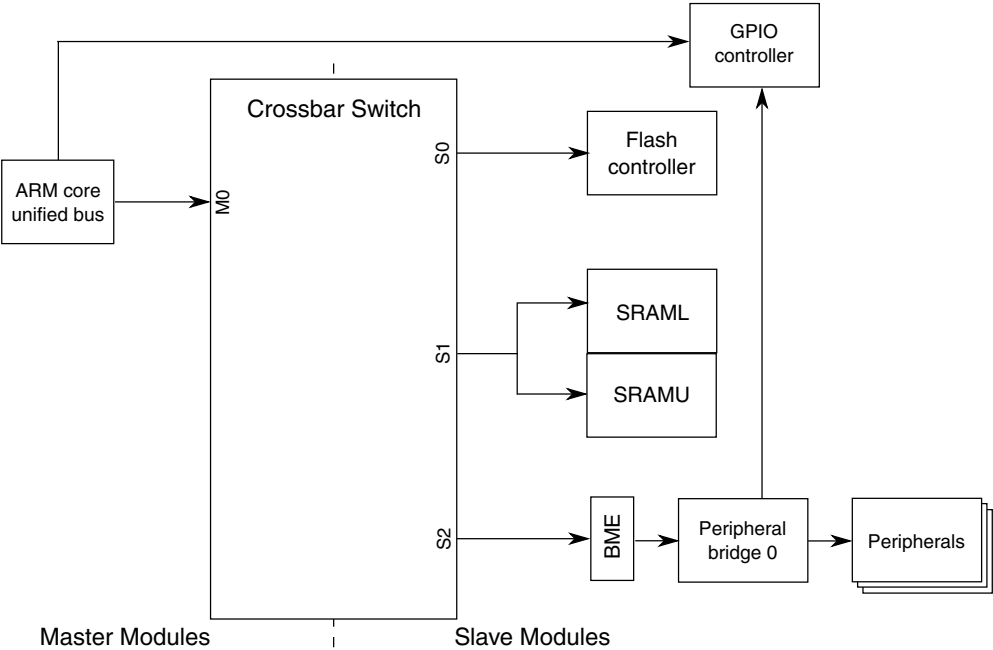 GPIO
controller
Crossbar Switch
S0
Flash
controller
ARM core
unified bus
M0
SRAML
S1
SRAMU
S2
BME
Peripheral
bridge 0
Peripherals
Master Modules
Slave Modules